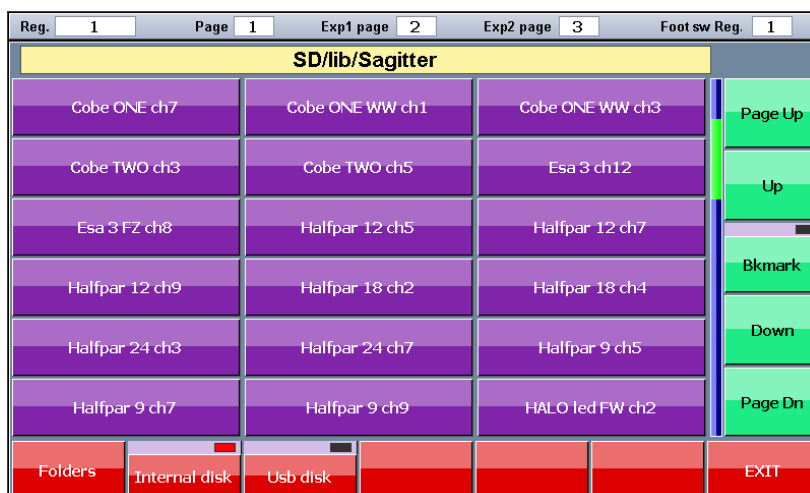 Reg. 1 Page 1 Exp1 page 2 Exp2 page 3 Foot sw Reg. 1
SD/lib/Sagitter
Cobe ONE ch7 Cobe ONE WW ch1 Cobe ONE WW ch3 Page Up
Cobe TWO ch3 Cobe TWO ch5 Esa 3 ch12 Up
Esa 3 FZ ch8 Halfpar 12 ch5 Halfpar 12 ch7
Halfpar 12 ch9 Halfpar 18 ch2 Halfpar 18 ch4 Bkmark
Halfpar 24 ch3 Halfpar 24 ch7 Halfpar 9 ch5 Down
Halfpar 9 ch7 Halfpar 9 ch9 HALO led FW ch2 Page Dn
Folders Internal disk Usb disk EXIT